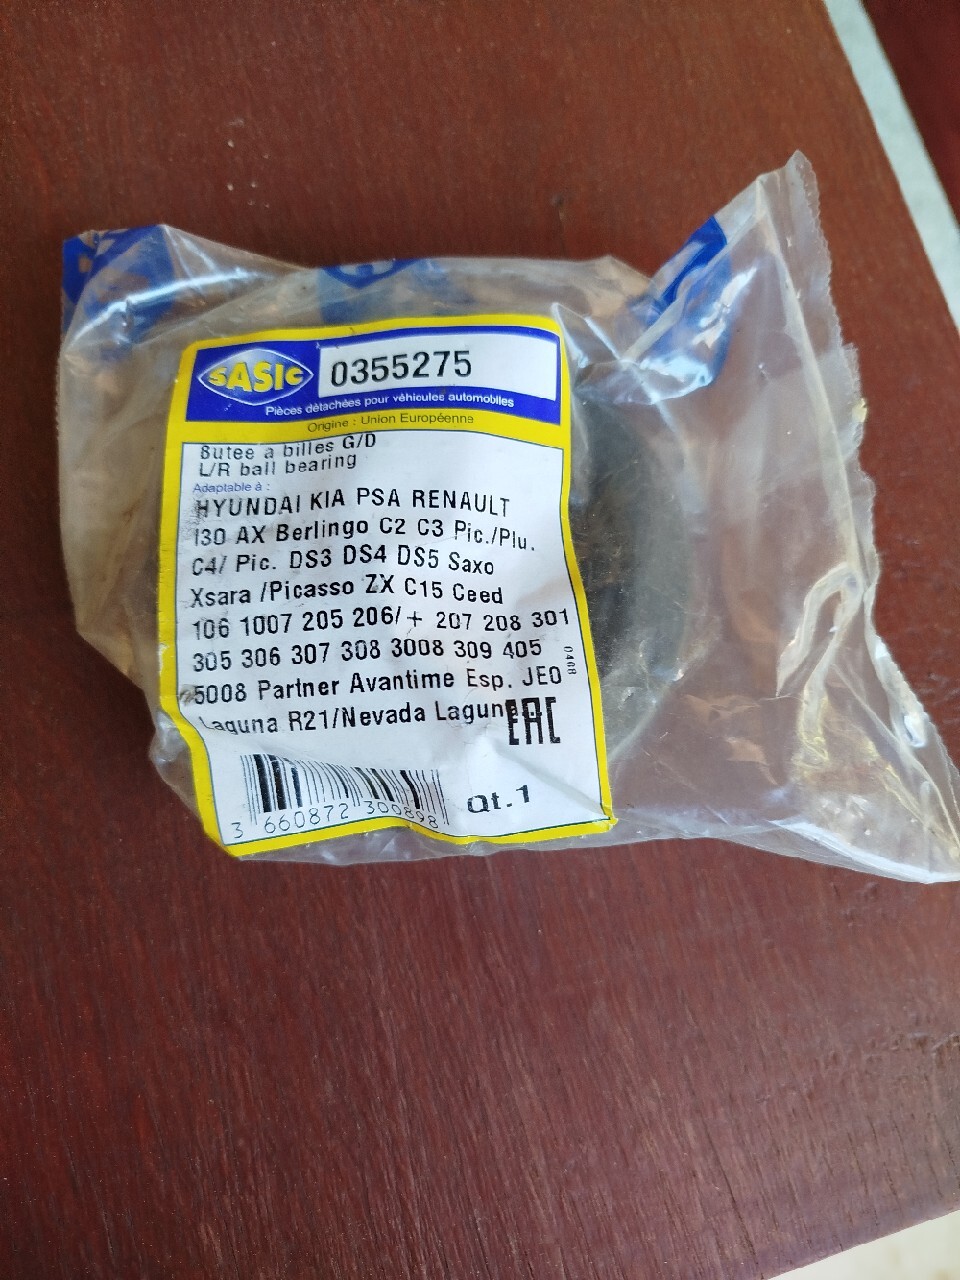 SASIC
0355275
Pièces détachées pour véhicules automobiles
Origine : Union Européenne
Butee a billes G/D
L/R ball bearing
Adaptable à :
HYUNDAI KIA PSA RENAULT
I30 AX Berlingo C2 C3 Pic./Plu.
C4/ Pic. DS3 DS4 DS5 Saxo
Xsara /Picasso ZX C15 Ceed
106 1007 205 206/+ 207 208 301
305 306 307 308 3008 309 405
5008 Partner Avantime Esp. JE0
Laguna R21/Nevada Laguna
0468
EAC
3 660872 300898
Qt.1